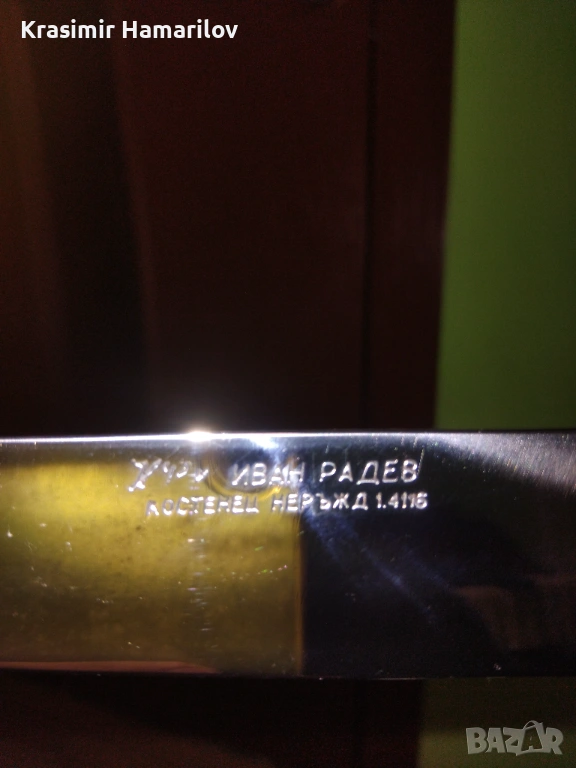 Krasimir Hamarilov
ИВАН РАДЕВ
КОСТЕНЕЦ НЕРЪЖД 1.4116
BAZAR